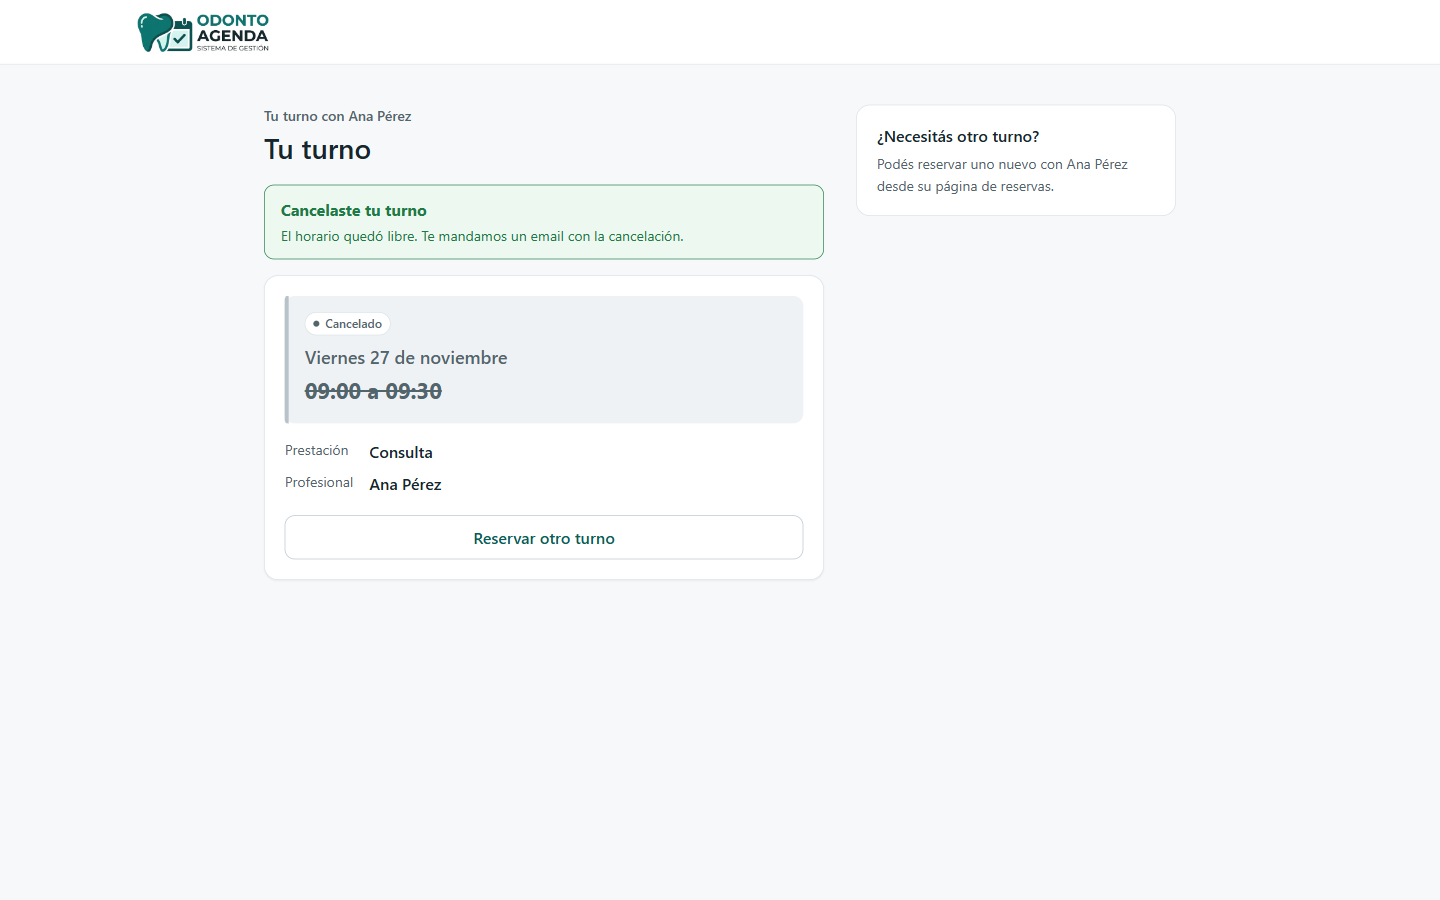 ODONTO
AGENDA
SISTEMA DE GESTIÓN
Tu turno con Ana Pérez
Tu turno
Cancelaste tu turno
El horario quedó libre. Te mandamos un email con la cancelación.
Cancelado
Viernes 27 de noviembre
09:00 a 09:30
Prestación Consulta
Profesional Ana Pérez
Reservar otro turno
¿Necesitás otro turno?
Podés reservar uno nuevo con Ana Pérez
desde su página de reservas.